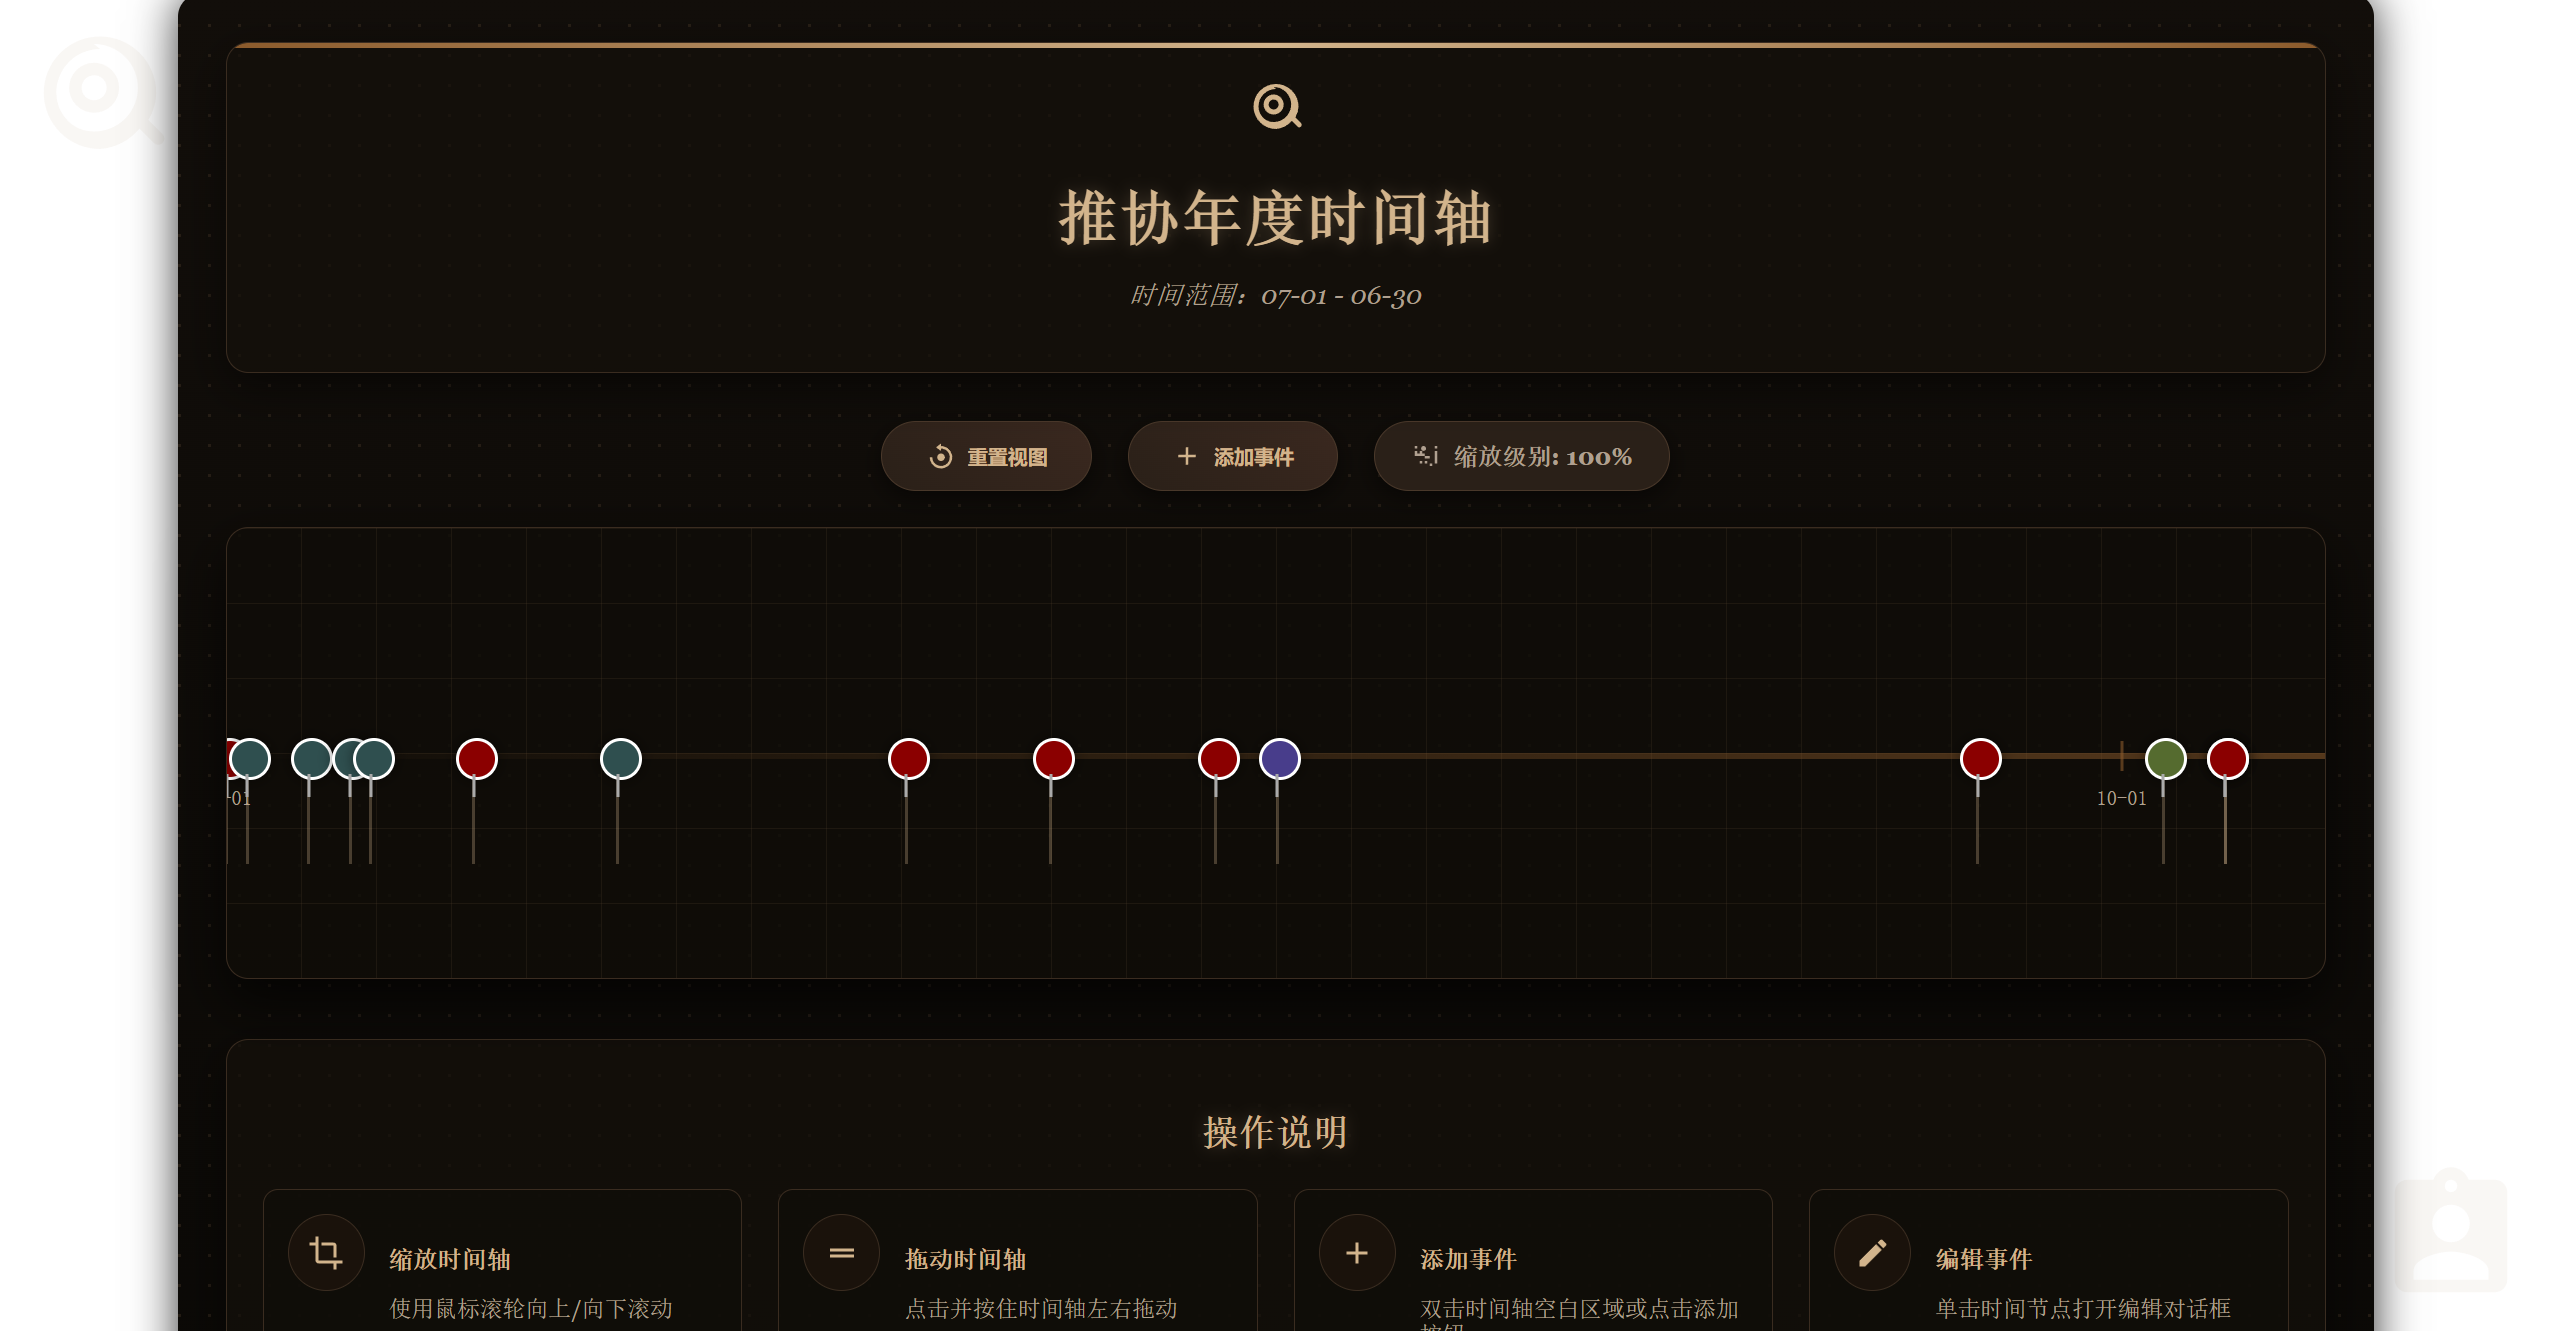 推协年度时间轴
时间范围：07-01 - 06-30
重置视图
添加事件
缩放级别: 100%
-01
10-01
操作说明
缩放时间轴
使用鼠标滚轮向上/向下滚动
拖动时间轴
点击并按住时间轴左右拖动
添加事件
双击时间轴空白区域或点击添加
编辑事件
单击时间节点打开编辑对话框